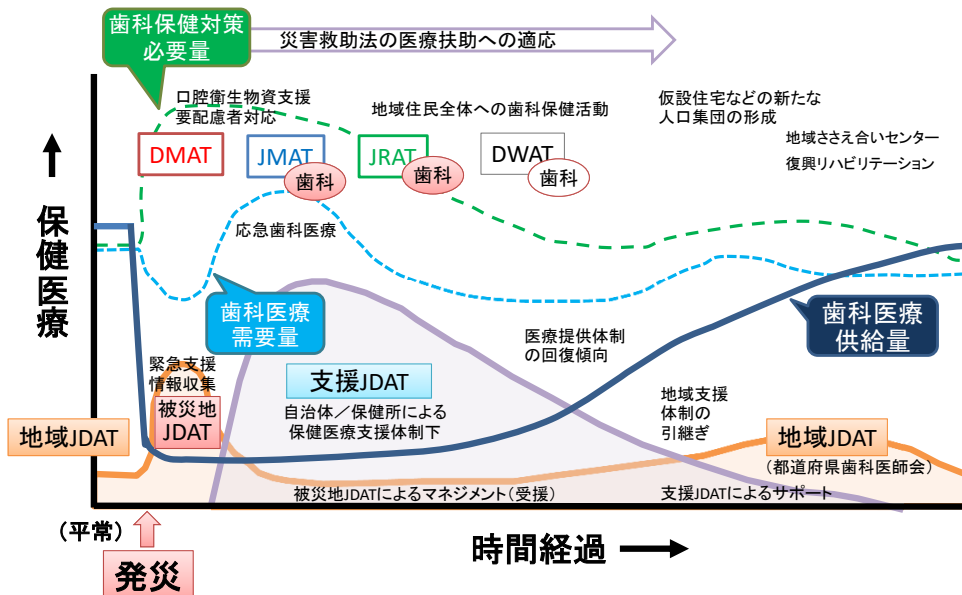 歯科保健対策
必要量
災害救助法の医療扶助への適応
口腔衛生物資支援
要配慮者対応
地域住民全体への歯科保健活動
仮設住宅などの新たな
人口集団の形成
地域ささえ合いセンター
復興リハビリテーション
DMAT
JMAT
歯科
JRAT
歯科
DWAT
歯科
↑
保健医療
応急歯科医療
歯科医療
需要量
歯科医療
供給量
医療提供体制
の回復傾向
緊急支援
情報収集
被災地
JDAT
支援JDAT
自治体／保健所による
保健医療支援体制下
地域支援
体制の
引継ぎ
地域JDAT
地域JDAT
（都道府県歯科医師会）
被災地JDATによるマネジメント（受援）
支援JDATによるサポート
（平常）
発災
時間経過 →